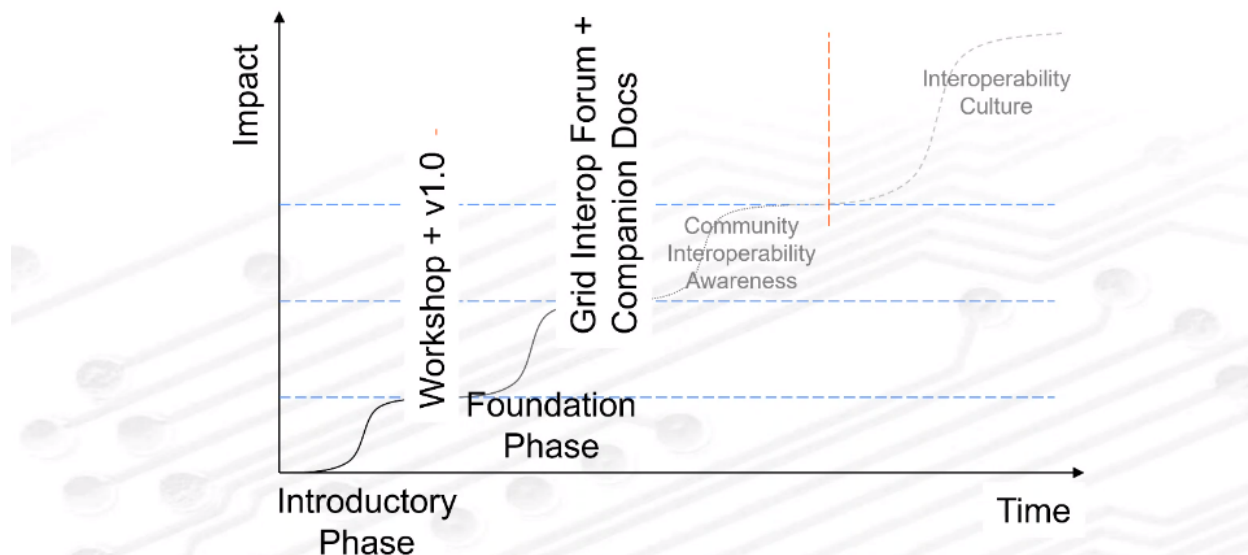 Impact
Workshop + v1.0
Grid Interop Forum +
Companion Docs
Interoperability
Culture
Community
Interoperability
Awareness
Foundation
Phase
Introductory
Phase
Time